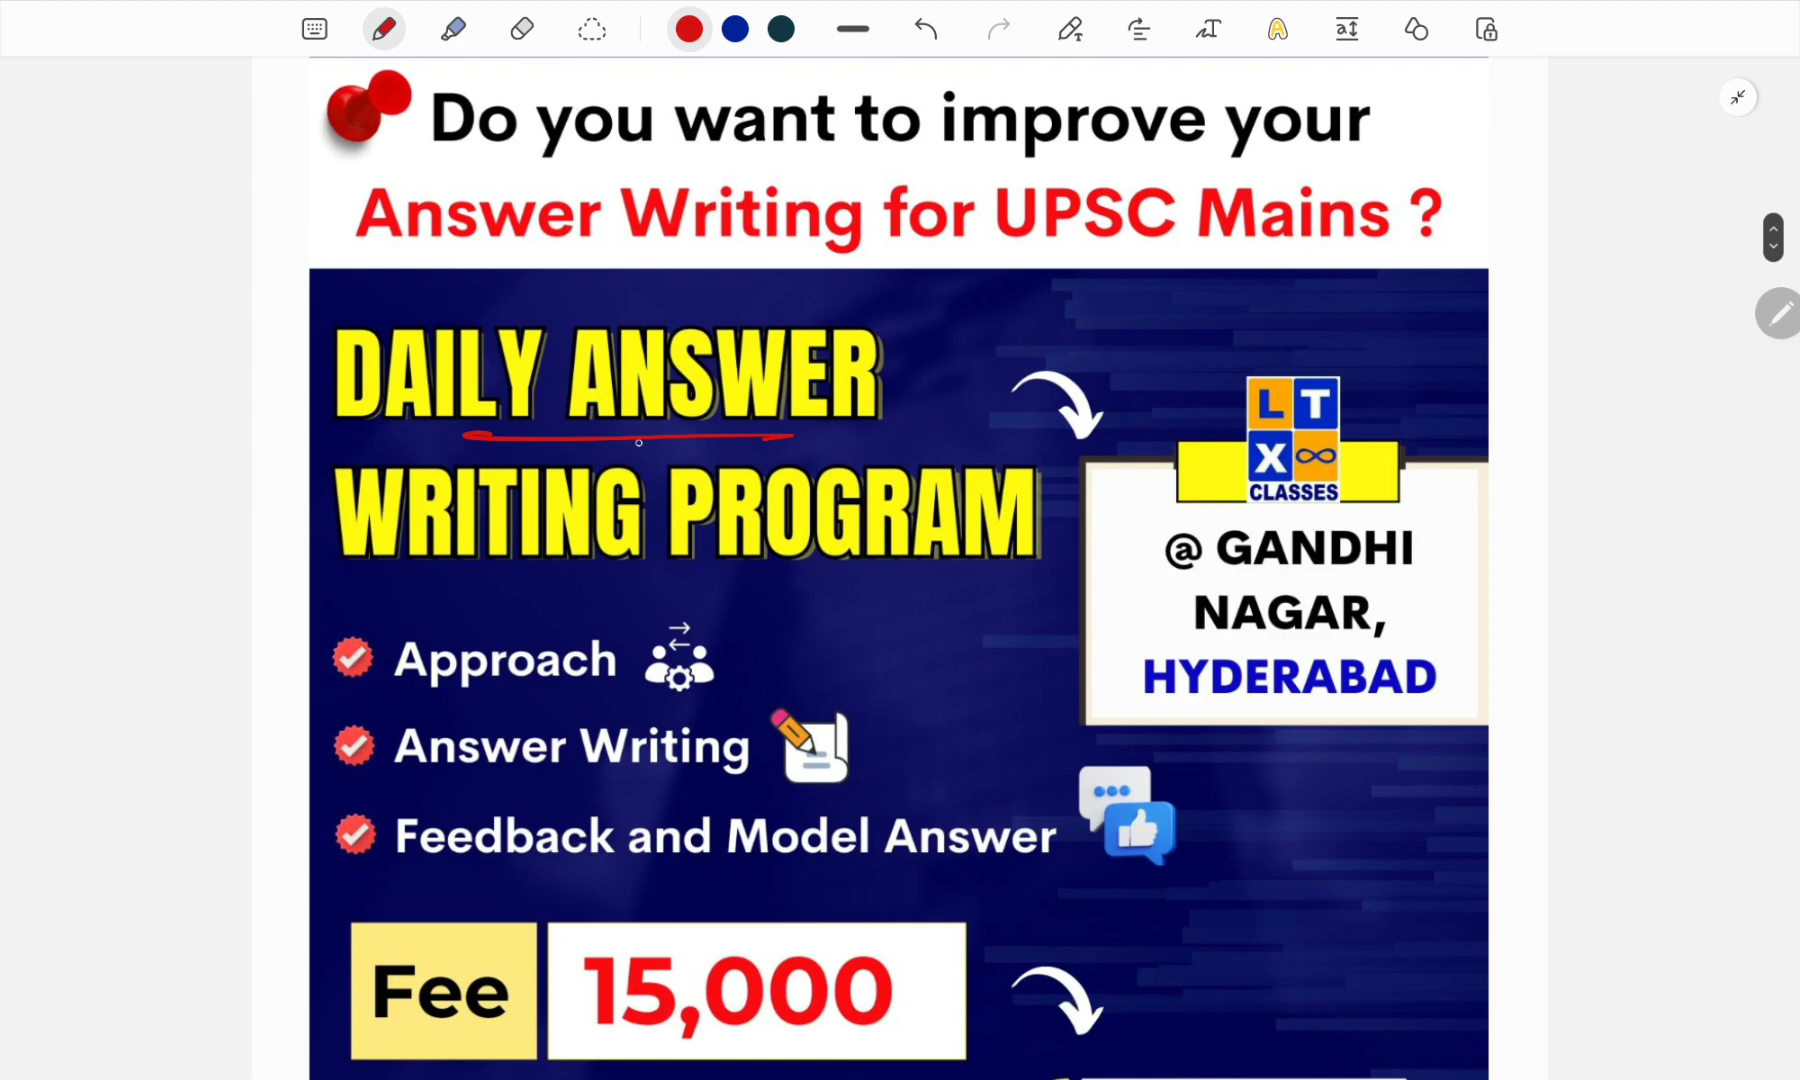 Do you want to improve your
Answer Writing for UPSC Mains ?
DAILY ANSWER
WRITING PROGRAM
L T
X ∞
CLASSES
@ GANDHI
NAGAR,
HYDERABAD
Approach
Answer Writing
Feedback and Model Answer
Fee 15,000